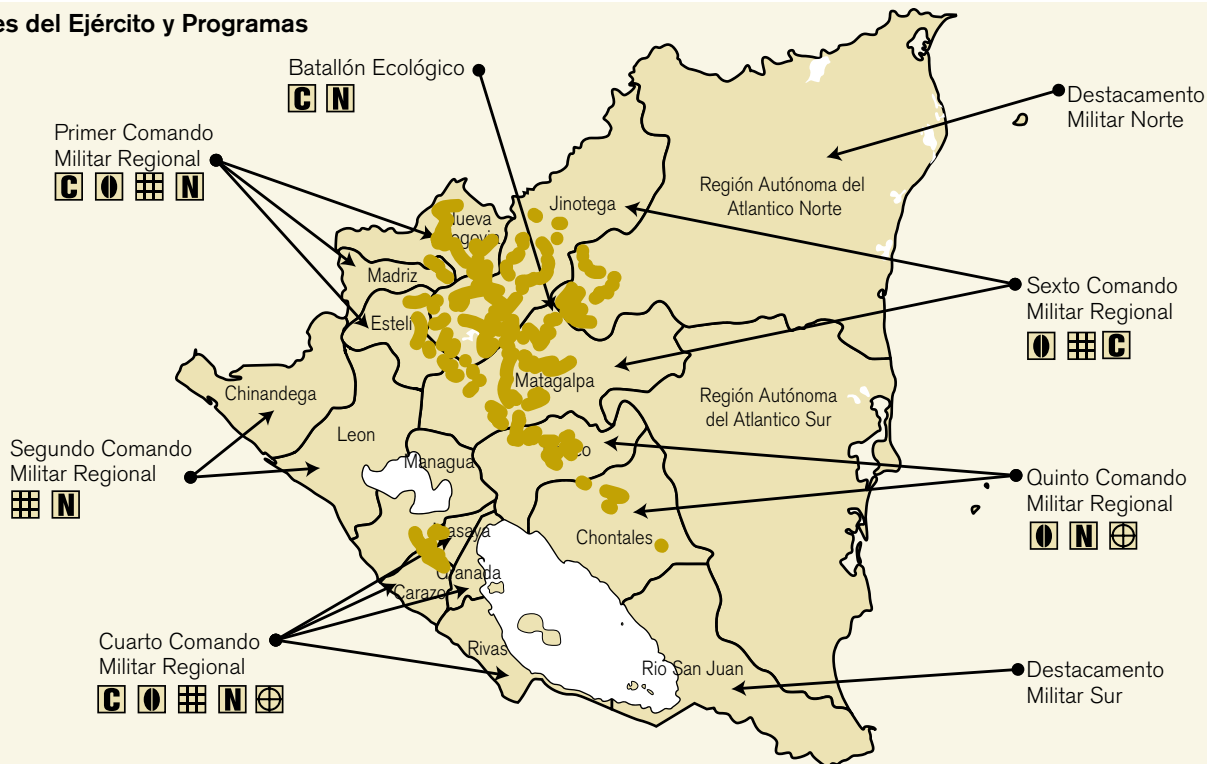 es del Ejército y Programas
Batallón Ecológico
C N
Primer Comando
Militar Regional
C N
Destacamento
Militar Norte
Región Autónoma del
Atlantico Norte
Jinotega
Madriz
Esteli
Sexto Comando
Militar Regional
C
Matagalpa
Chinandega
Región Autónoma
del Atlantico Sur
Leon
Segundo Comando
Militar Regional
N
Managua
Quinto Comando
Militar Regional
N
Chontales
Granada
Carazo
Cuarto Comando
Militar Regional
C N
Rivas
Rio San Juan
Destacamento
Militar Sur